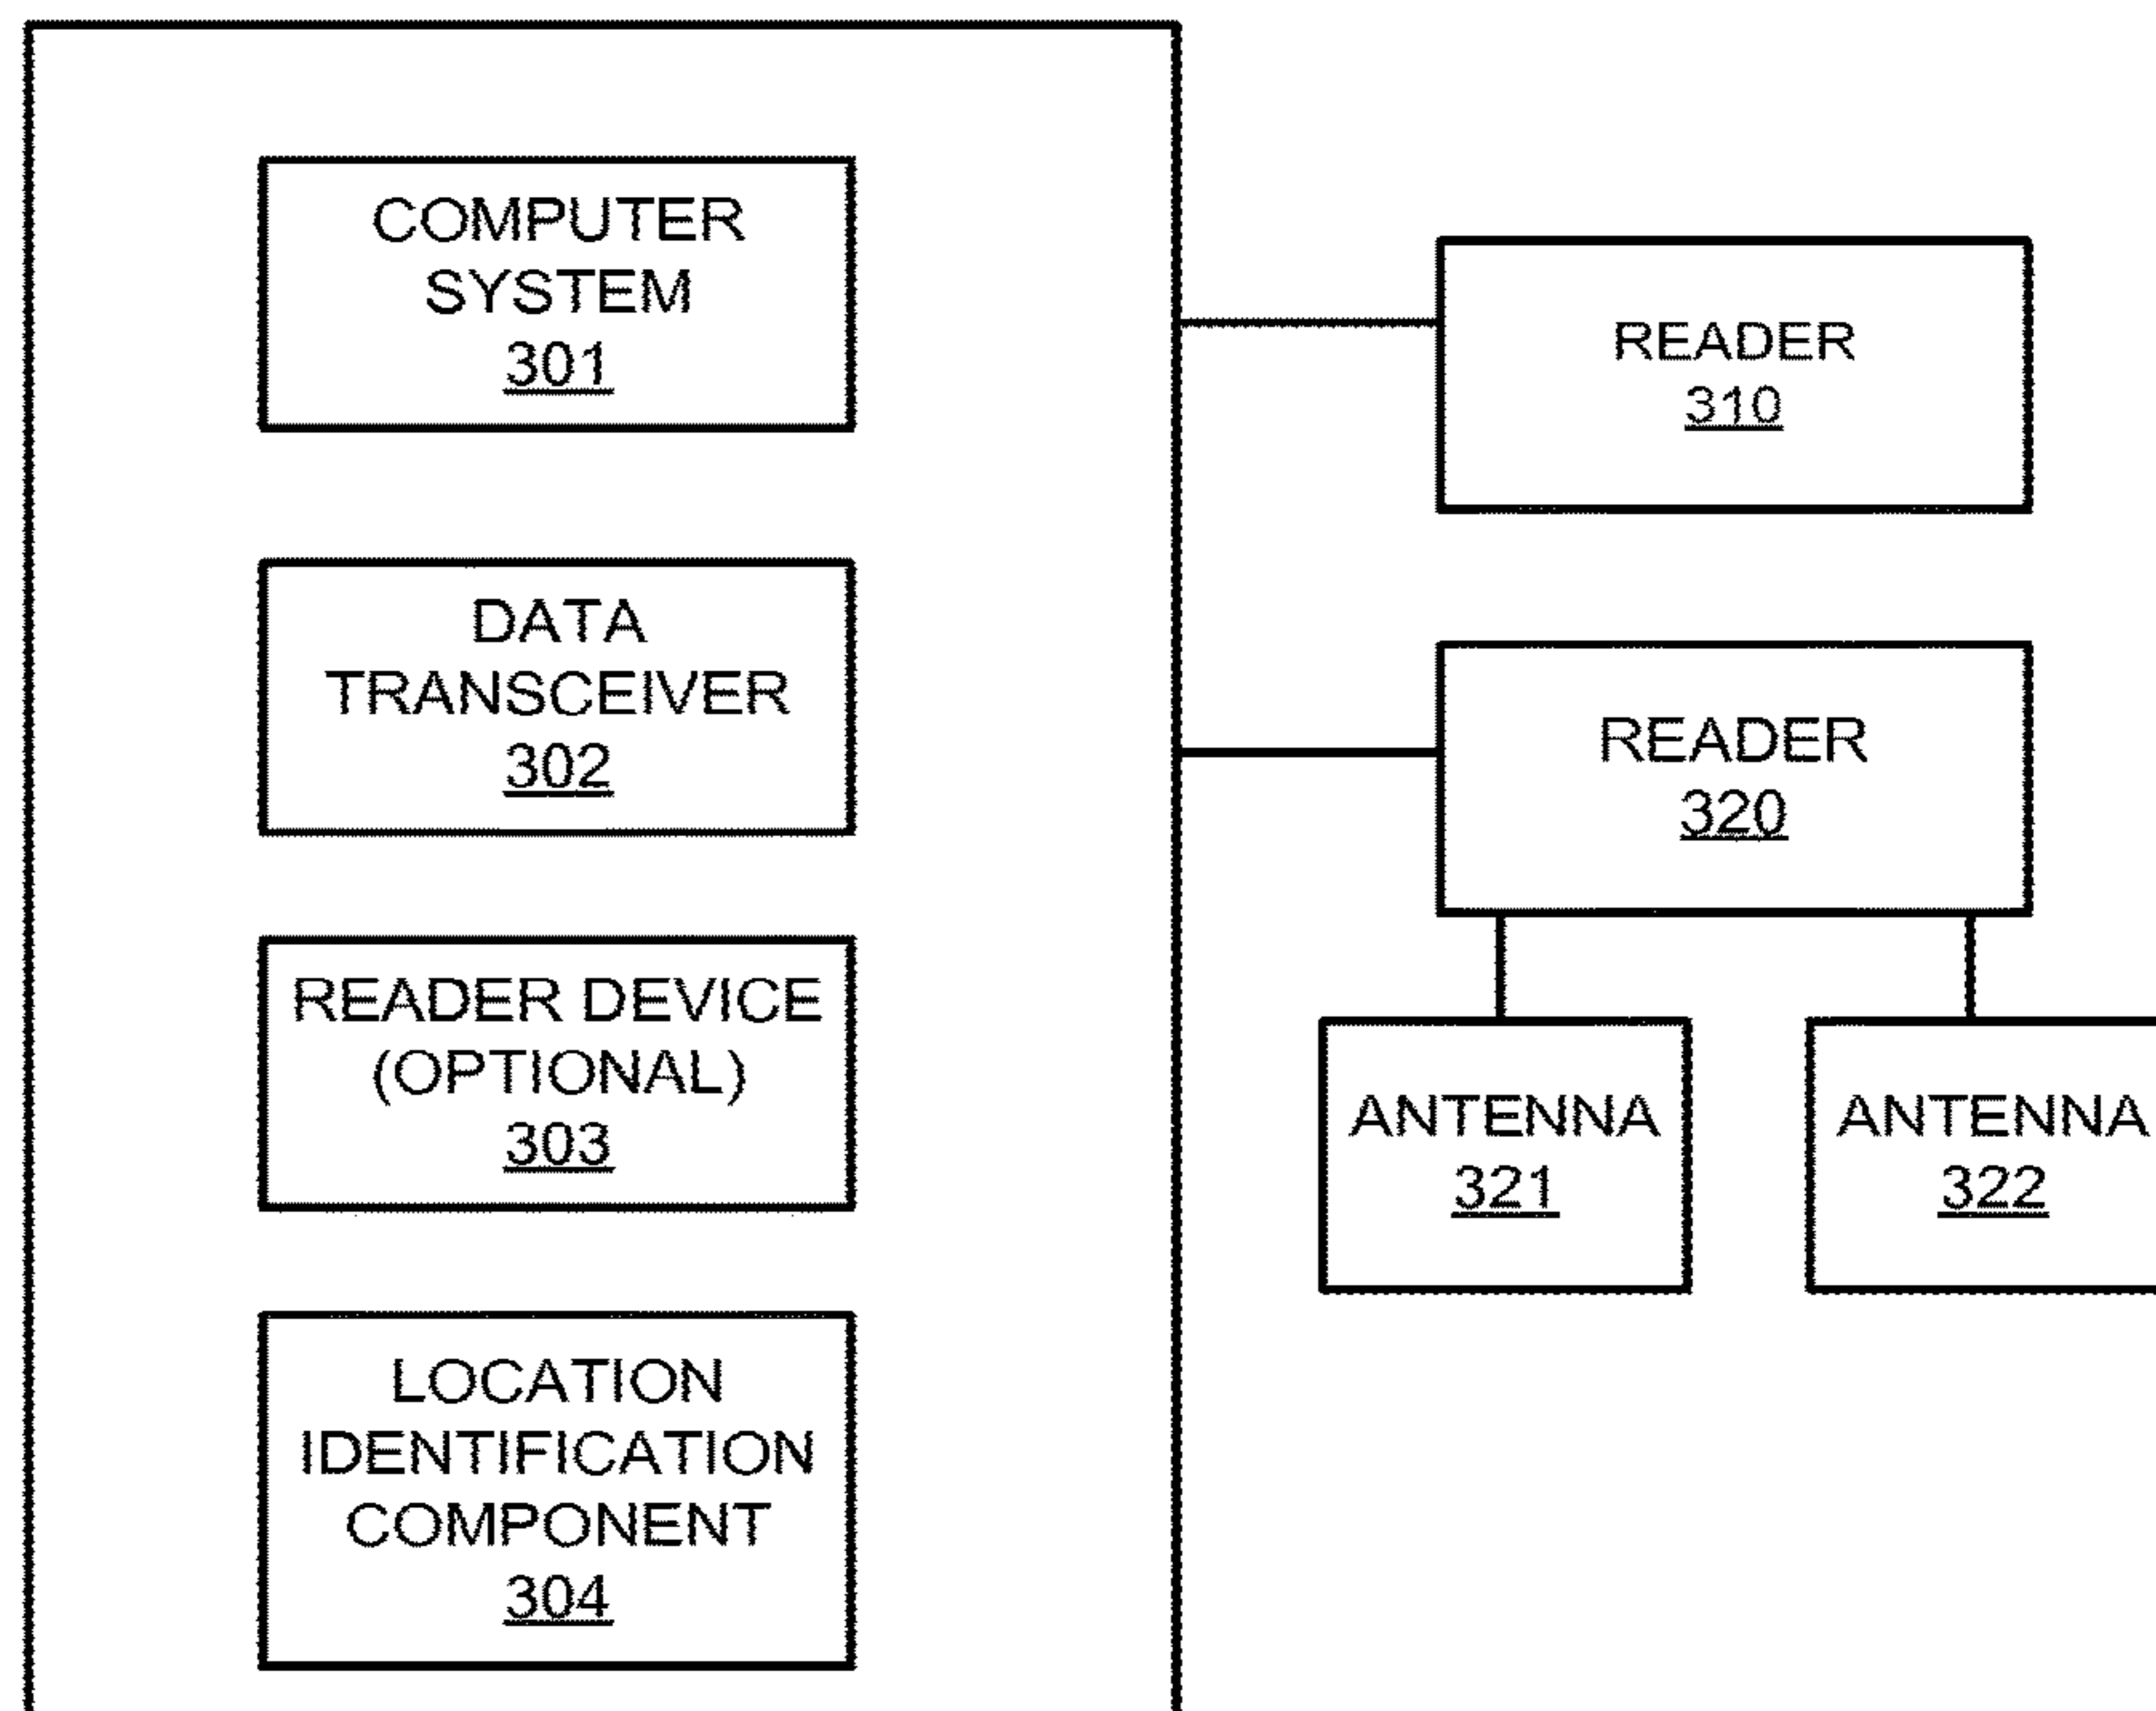 COMPUTER
SYSTEM
301
DATA
TRANSCEIVER
302
READER DEVICE
(OPTIONAL)
303
LOCATION
IDENTIFICATION
COMPONENT
304
READER
310
READER
320
ANTENNA
321
ANTENNA
322